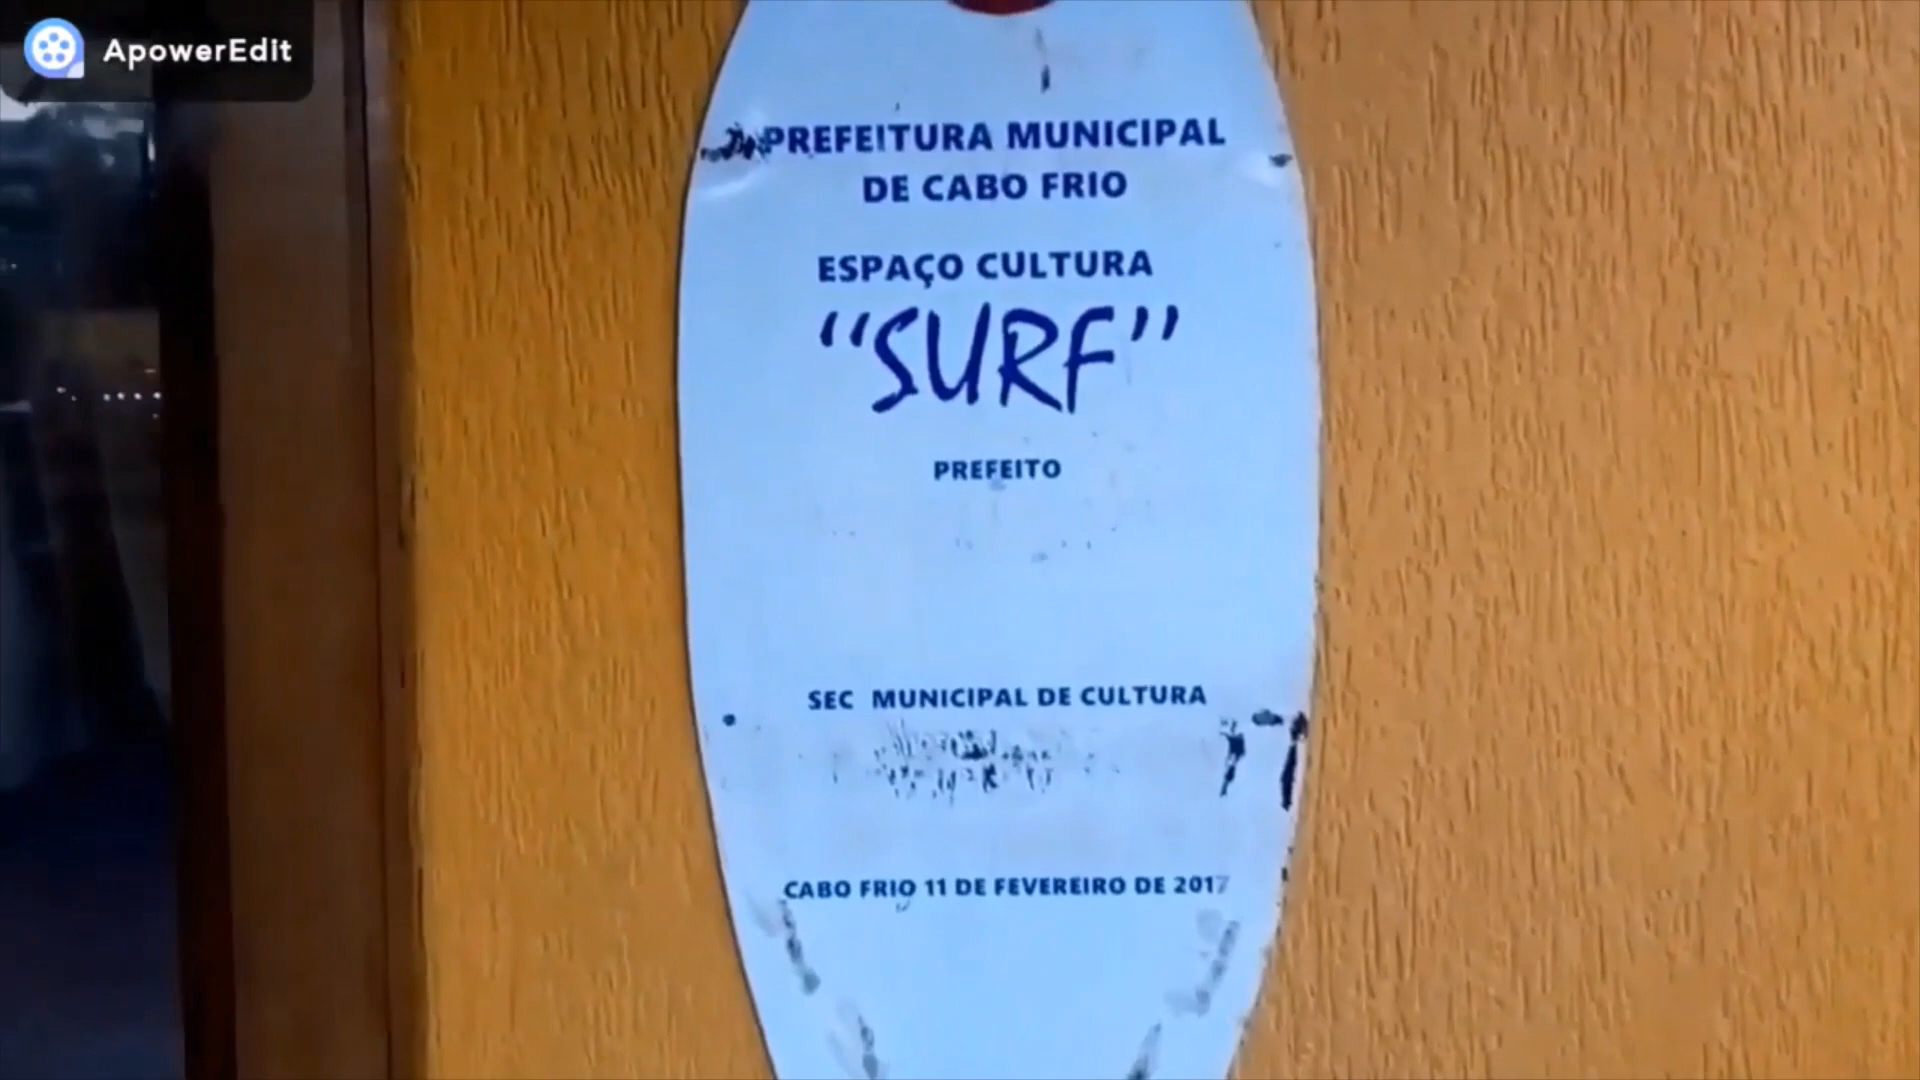 ApowerEdit
PREFEITURA MUNICIPAL
DE CABO FRIO
ESPAÇO CULTURA
“SURF”
PREFEITO
SEC MUNICIPAL DE CULTURA
CABO FRIO 11 DE FEVEREIRO DE 2017